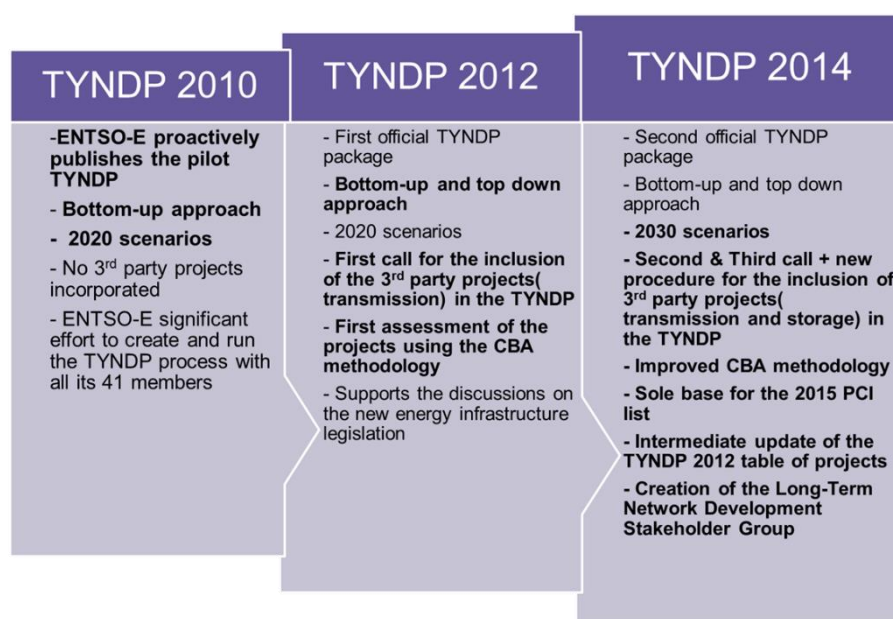 TYNDP 2010
-ENTSO-E proactively
publishes the pilot
TYNDP
- Bottom-up approach
- 2020 scenarios
- No 3rd party projects
incorporated
- ENTSO-E significant
effort to create and run
the TYNDP process with
all its 41 members
TYNDP 2012
- First official TYNDP
package
- Bottom-up and top down
approach
- 2020 scenarios
- First call for the inclusion
of the 3rd party projects(
transmission) in the TYNDP
- First assessment of the
projects using the CBA
methodology
- Supports the discussions on
the new energy infrastructure
legislation
TYNDP 2014
- Second official TYNDP
package
- Bottom-up and top down
approach
- 2030 scenarios
- Second & Third call + new
procedure for the inclusion of
3rd party projects(
transmission and storage) in
the TYNDP
- Improved CBA methodology
- Sole base for the 2015 PCI
list
- Intermediate update of the
TYNDP 2012 table of projects
- Creation of the Long-Term
Network Development
Stakeholder Group